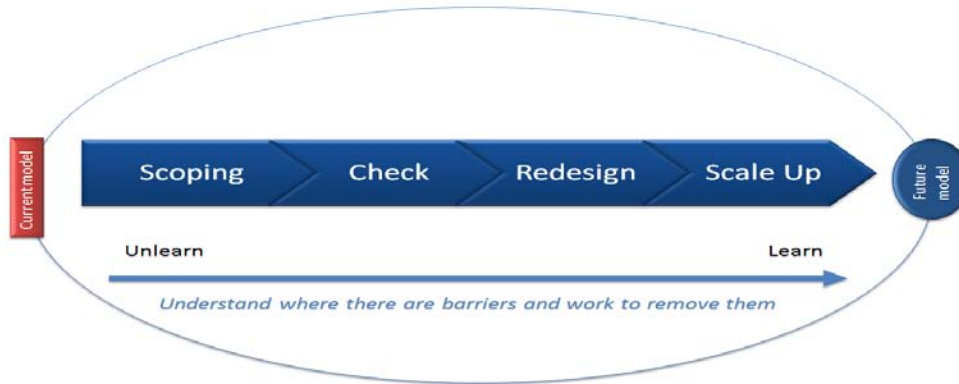 Current model
Scoping
Check
Redesign
Scale Up
Future
model
Unlearn
Learn
Understand where there are barriers and work to remove them